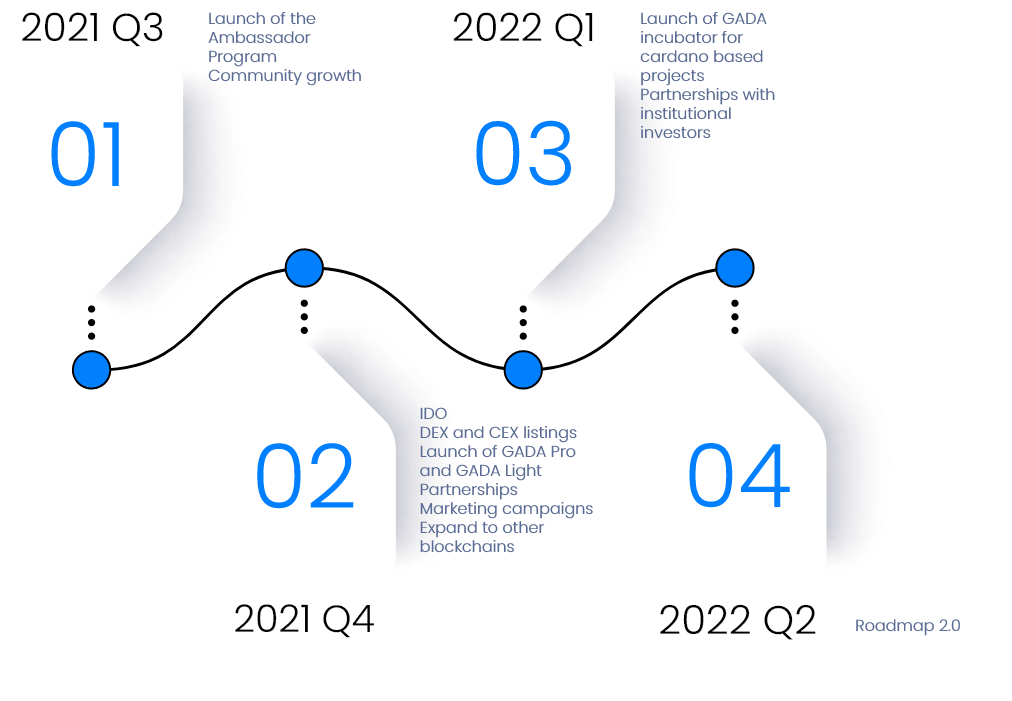 2021 Q3
Launch of the
Ambassador
Program
Community growth
01
2022 Q1
Launch of GADA
incubator for
cardano based
projects
Partnerships with
institutional
investors
03
02
IDO
DEX and CEX listings
Launch of GADA Pro
and GADA Light
Partnerships
Marketing campaigns
Expand to other
blockchains
2021 Q4
04
2022 Q2
Roadmap 2.0